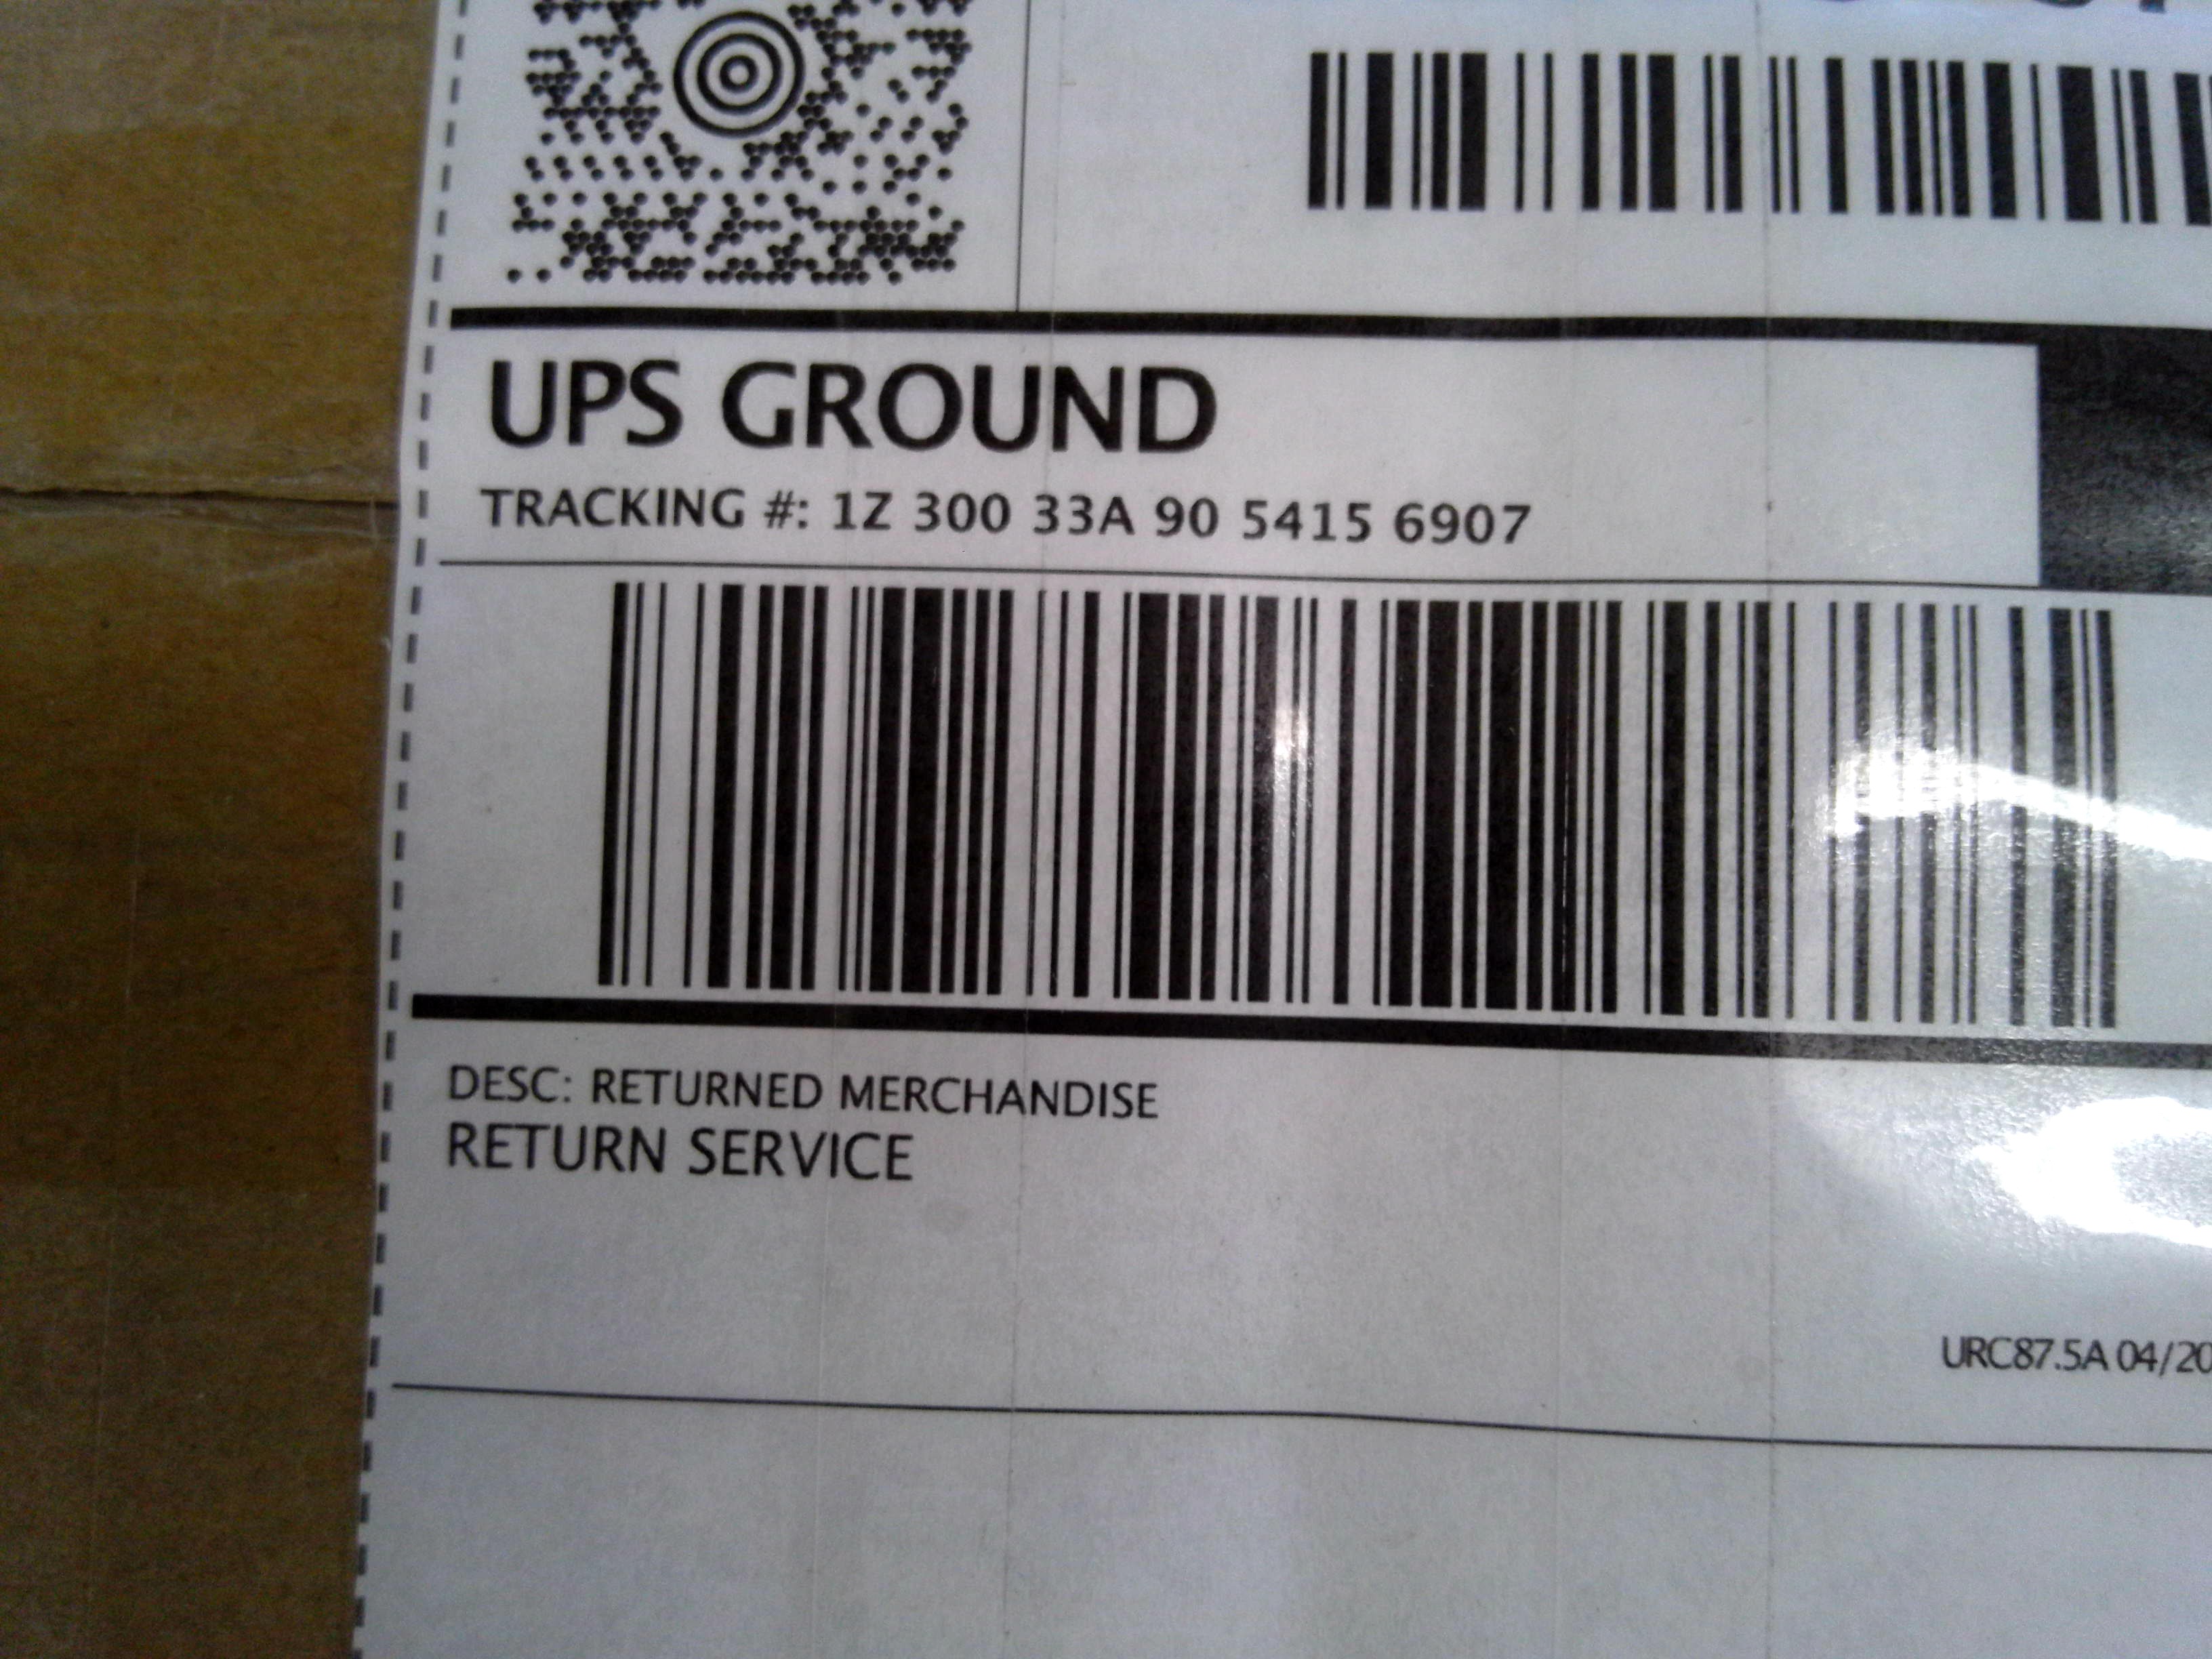 UPS GROUND
TRACKING #: 1Z 300 33A 90 5415 6907
DESC: RETURNED MERCHANDISE
RETURN SERVICE
URC87.5A 04/20